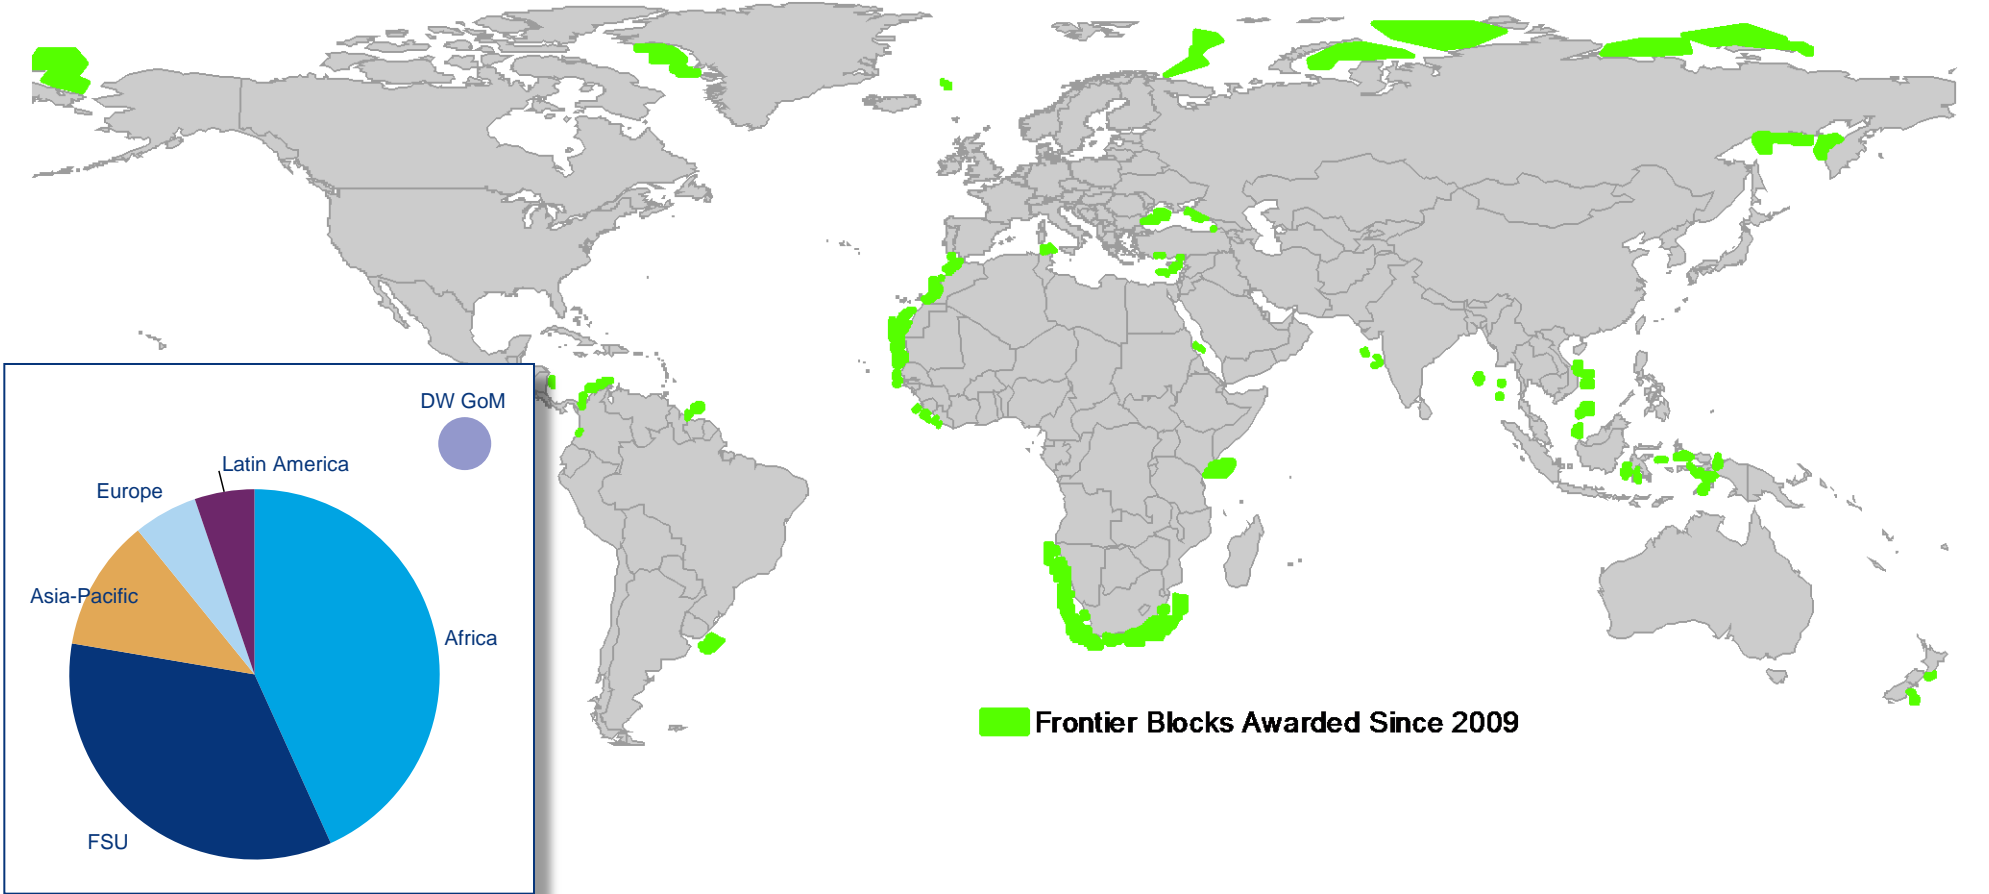 DW GoM
Latin America
Europe
Asia-Pacific
Africa
Frontier Blocks Awarded Since 2009
FSU